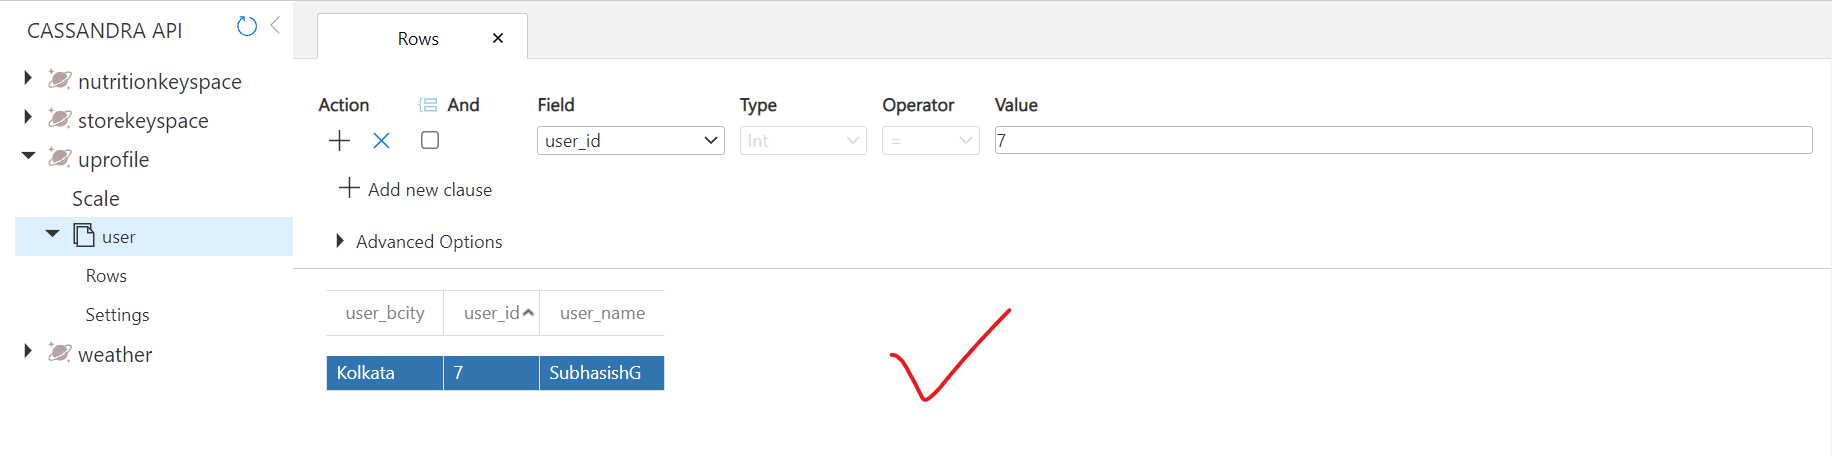 CASSANDRA API
nutritionkeyspace
storekeyspace
uprofile
Scale
user
Rows
Settings
weather
Rows
Action And Field Type Operator Value
user_id Int = 7
Add new clause
Advanced Options
user_bcity user_id user_name
Kolkata 7 SubhasishG